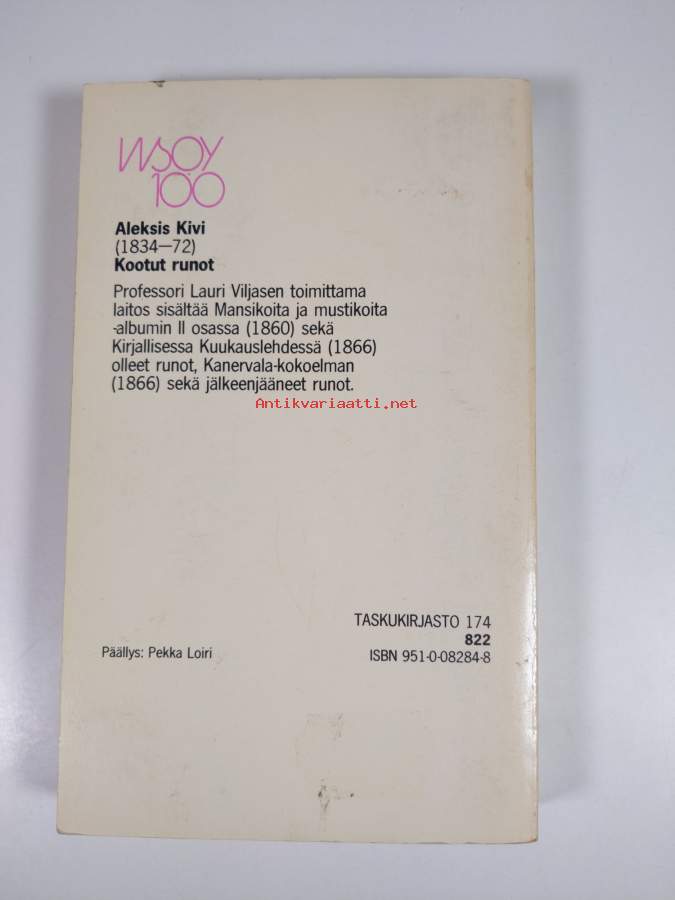 WSOY
100
Aleksis Kivi
(1834—72)
Kootut runot
Professori Lauri Viljasen toimittama
laitos sisältää Mansikoita ja mustikoita
-albumin II osassa (1860) sekä
Kirjallisessa Kuukauslehdessä (1866)
olleet runot, Kanervala-kokoelman
(1866) sekä jälkeenjääneet runot.
Antikvariaatti.net
TASKUKIRJASTO 174
822
Päällys: Pekka Loiri
ISBN 951-0-08284-8